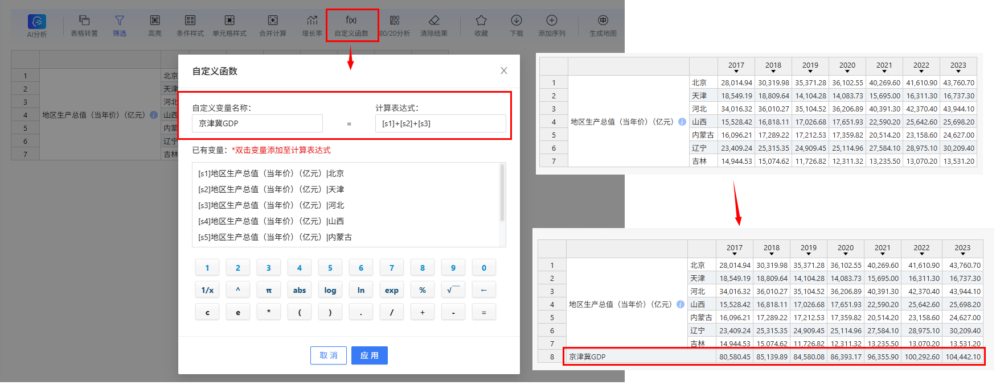 AI分析 表格转置 筛选 高亮 条件样式 单元格样式 合并计算 增长率 f(x) 自定义函数 80/20分析 清除结果 收藏 下载 添加序列 生成地图
1 北京
2 天津
3 河北
4 地区生产总值（当年价）（亿元） 山西
5 内蒙
6 辽宁
7 吉林
自定义函数 X
自定义变量名称： 计算表达式：
京津冀GDP = [s1]+[s2]+[s3]
已有变量：*双击变量添加至计算表达式
[s1]地区生产总值（当年价）（亿元）|北京
[s2]地区生产总值（当年价）（亿元）|天津
[s3]地区生产总值（当年价）（亿元）|河北
[s4]地区生产总值（当年价）（亿元）|山西
[s5]地区生产总值（当年价）（亿元）|内蒙古
1 2 3 4 5 6 7 8 9 0
1/x ^ π abs log ln exp % √ ←
c e * ( ) . / + - =
取 消 应 用
2017 2018 2019 2020 2021 2022 2023
1 北京 28,014.94 30,319.98 35,371.28 36,102.55 40,269.60 41,610.90 43,760.70
2 天津 18,549.19 18,809.64 14,104.28 14,083.73 15,695.00 16,311.30 16,737.30
3 河北 34,016.32 36,010.27 35,104.52 36,206.89 40,391.30 42,370.40 43,944.10
4 地区生产总值（当年价）（亿元） 山西 15,528.42 16,818.11 17,026.68 17,651.93 22,590.20 25,642.60 25,698.20
5 内蒙古 16,096.21 17,289.22 17,212.53 17,359.82 20,514.20 23,158.60 24,627.00
6 辽宁 23,409.24 25,315.35 24,909.45 25,114.96 27,584.10 28,975.10 30,209.40
7 吉林 14,944.53 15,074.62 11,726.82 12,311.32 13,235.50 13,070.20 13,531.20
2017 2018 2019 2020 2021 2022 2023
1 北京 28,014.94 30,319.98 35,371.28 36,102.55 40,269.60 41,610.90 43,760.70
2 天津 18,549.19 18,809.64 14,104.28 14,083.73 15,695.00 16,311.30 16,737.30
3 河北 34,016.32 36,010.27 35,104.52 36,206.89 40,391.30 42,370.40 43,944.10
4 地区生产总值（当年价）（亿元） 山西 15,528.42 16,818.11 17,026.68 17,651.93 22,590.20 25,642.60 25,698.20
5 内蒙古 16,096.21 17,289.22 17,212.53 17,359.82 20,514.20 23,158.60 24,627.00
6 辽宁 23,409.24 25,315.35 24,909.45 25,114.96 27,584.10 28,975.10 30,209.40
7 吉林 14,944.53 15,074.62 11,726.82 12,311.32 13,235.50 13,070.20 13,531.20
8 京津冀GDP 80,580.45 85,139.89 84,580.08 86,393.17 96,355.90 100,292.60 104,442.10